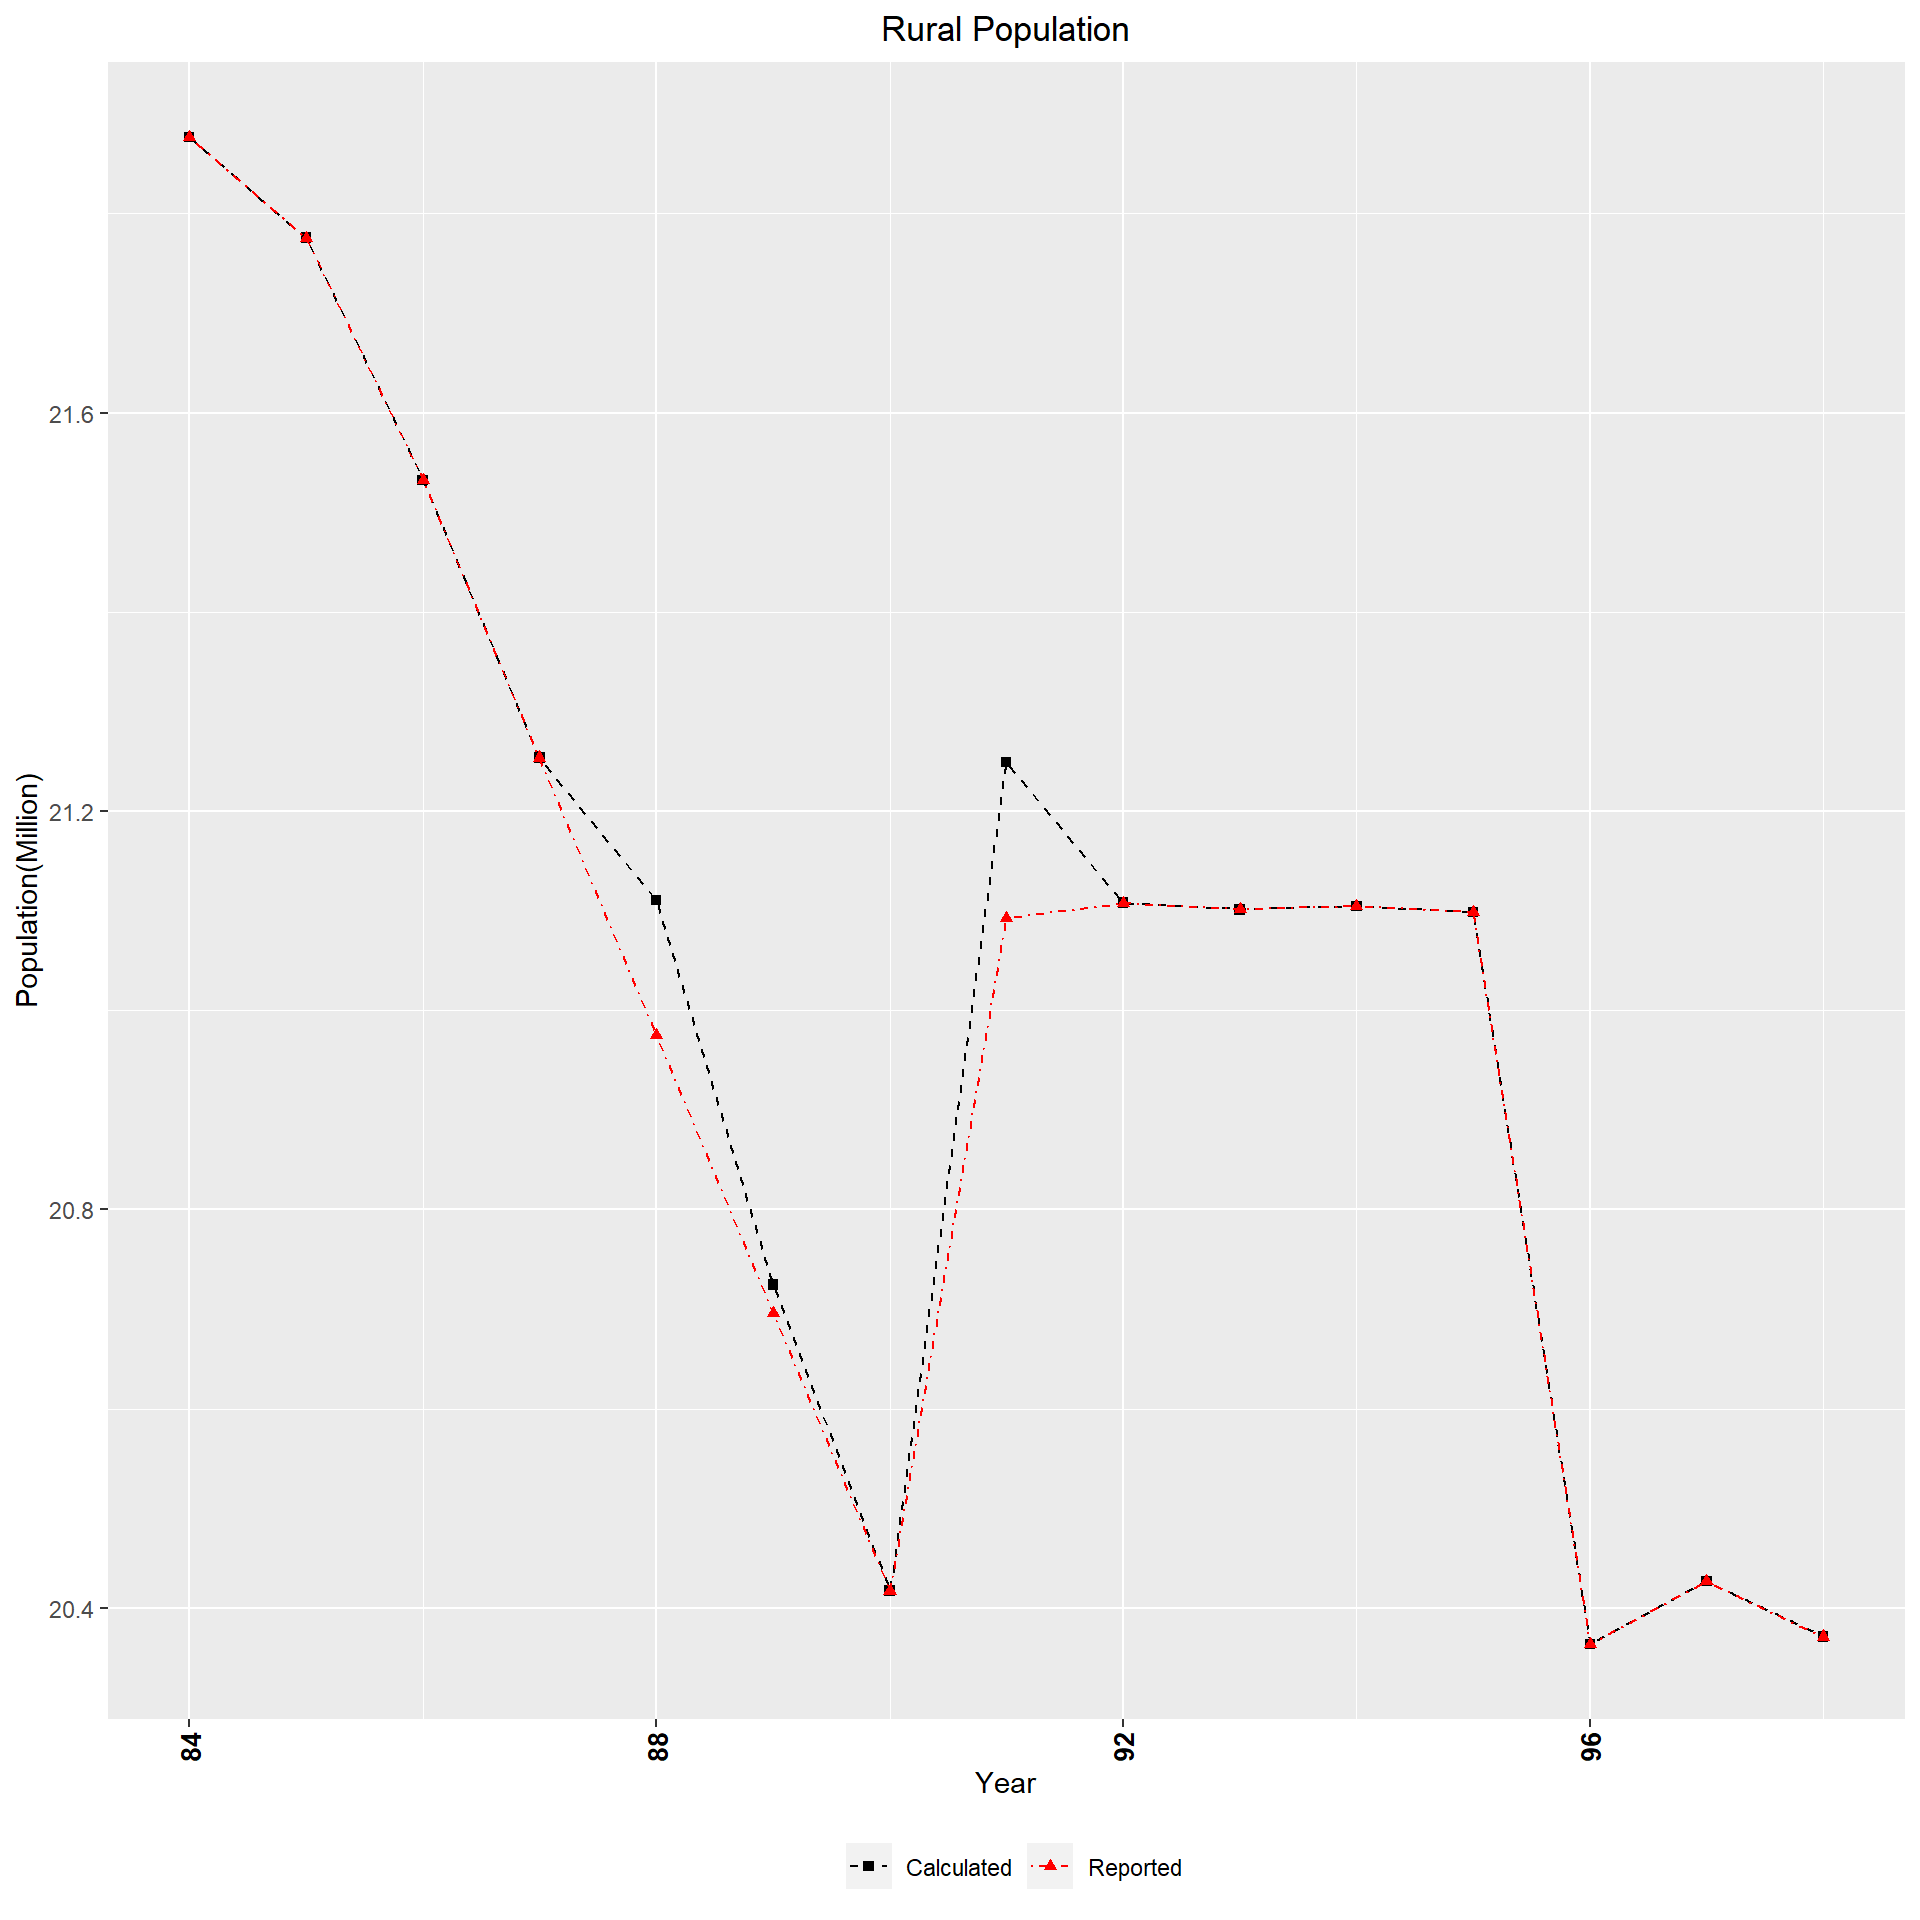 Rural Population
Population(Million)
21.6
21.2
20.8
20.4
84
88
92
96
Year
Calculated
Reported